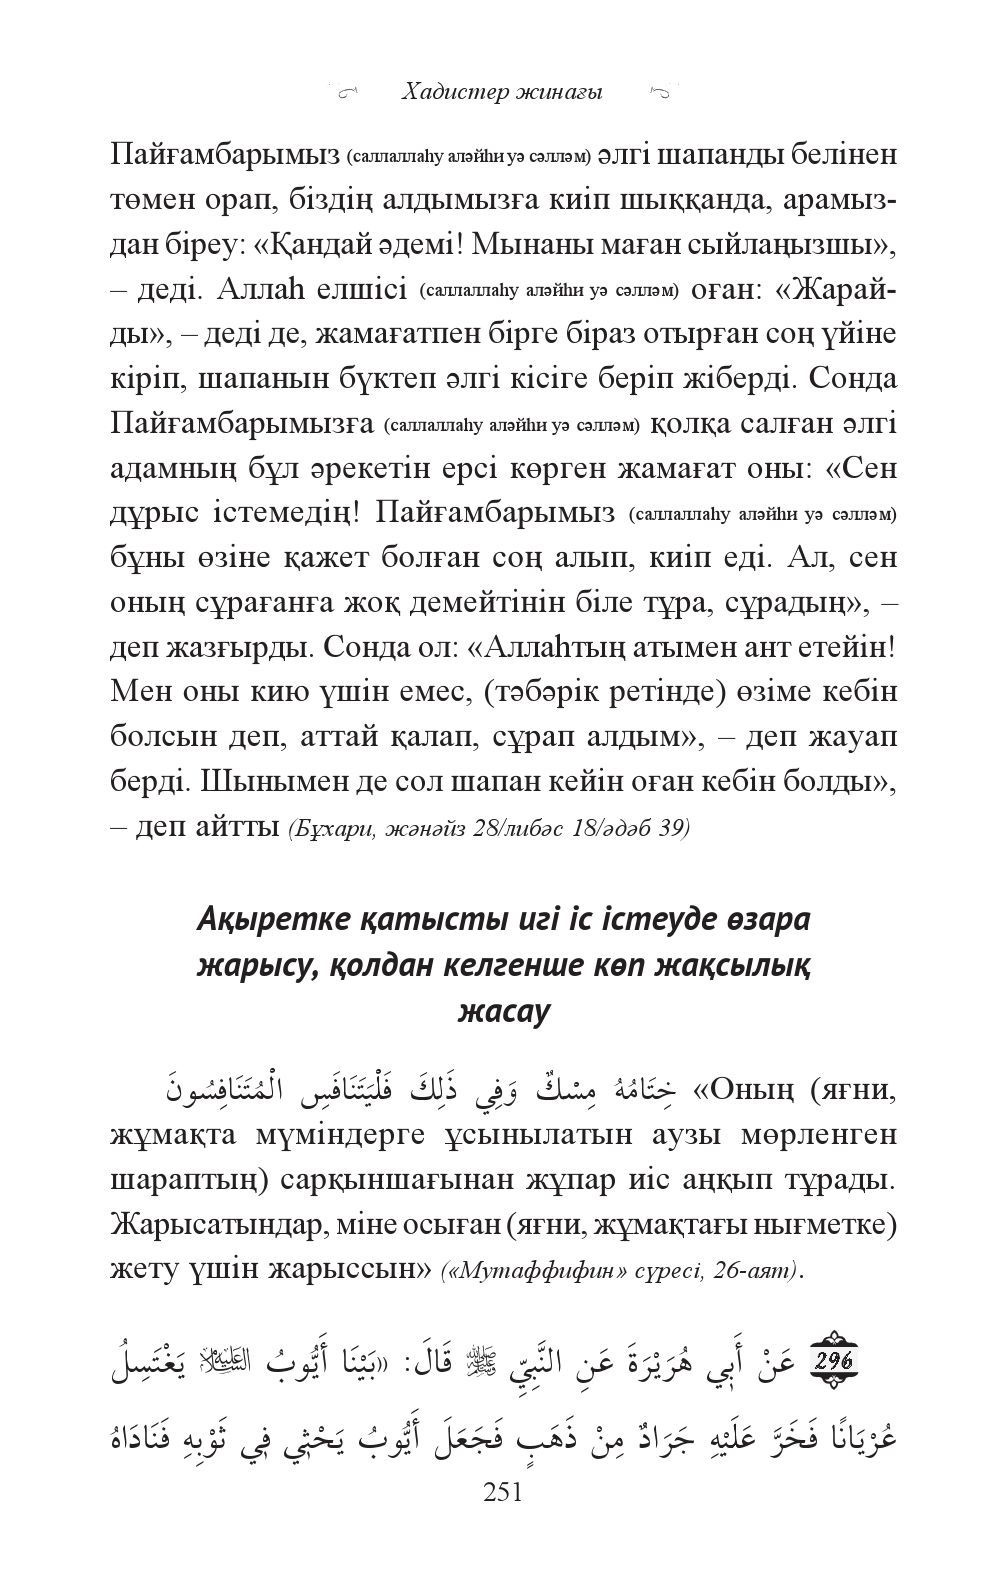 Хадистер жинағы
Пайғамбарымыз (саллаллаһу аләйһи уә сәлләм) әлгі шапанды белінен
төмен орап, біздің алдымызға киіп шыққанда, арамыз-
дан біреу: «Қандай әдемі! Мынаны маған сыйлаңызшы»,
– деді. Аллаһ елшісі (саллаллаһу аләйһи уә сәлләм) оған: «Жарай-
ды», – деді де, жамағатпен бірге біраз отырған соң үйіне
кіріп, шапанын бүктеп әлгі кісіге беріп жіберді. Сонда
Пайғамбарымызға (саллаллаһу аләйһи уә сәлләм) қолқа салған әлгі
адамның бұл әрекетін ерсі көрген жамағат оны: «Сен
дұрыс істемедің! Пайғамбарымыз (саллаллаһу аләйһи уә сәлләм)
бұны өзіне қажет болған соң алып, киіп еді. Ал, сен
оның сұрағанға жоқ демейтінін біле тұра, сұрадың», –
деп жазғырды. Сонда ол: «Аллаһтың атымен ант етейін!
Мен оны кию үшін емес, (тәбәрік ретінде) өзіме кебін
болсын деп, аттай қалап, сұрап алдым», – деп жауап
берді. Шынымен де сол шапан кейін оған кебін болды»,
– деп айтты (Бұхари, жәнәйз 28/либәс 18/әдәб 39)
Ақыретке қатысты игі іс істеуде өзара
жарысу, қолдан келгенше көп жақсылық
жасау
خِتَامُهُ مِسْكٌ وَفِي ذَلِكَ فَلْيَتَنَافَسِ الْمُتَنَافِسُونَ «Оның (яғни,
жұмақта мүміндерге ұсынылатын аузы мөрленген
шараптың) сарқыншағынан жұпар иіс аңқып тұрады.
Жарысатындар, міне осыған (яғни, жұмақтағы нығметке)
жету үшін жарыссын» («Мутаффифин» сүресі, 26-аят).
296 عَنْ أَبِي هُرَيْرَةَ عَنِ النَّبِيِّ ﷺ قَالَ: «بَيْنَا أَيُّوبُ عَلَيْهِ السَّلَام يَغْتَسِلُ
عُرْيَانًا فَخَرَّ عَلَيْهِ جَرَادٌ مِنْ ذَهَبٍ فَجَعَلَ أَيُّوبُ يَحْثِي فِي ثَوْبِهِ فَنَادَاهُ
251